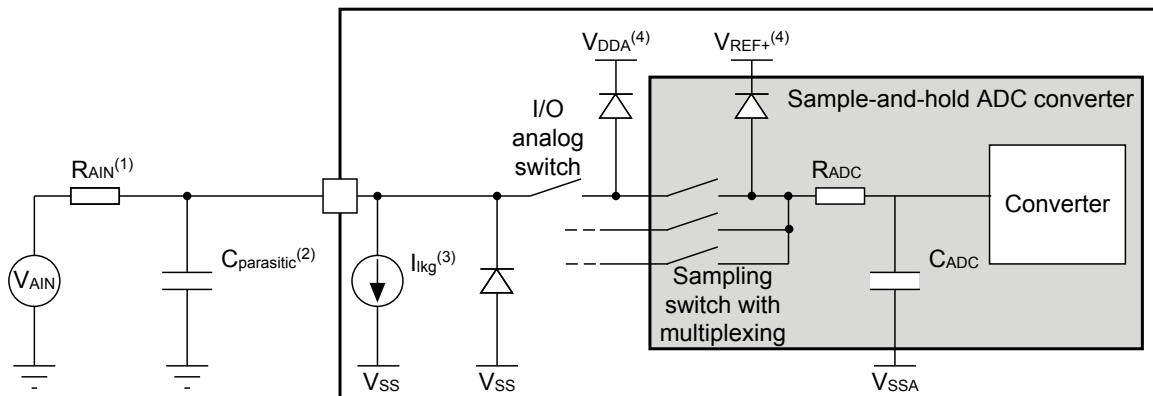 VDDA(4)
VREF+(4)
Sample-and-hold ADC converter
I/O
analog
switch
RAIN(1)
RADC
Converter
VAIN
Cparasitic(2)
Ilkg(3)
CADC
Sampling
switch with
multiplexing
VSS
VSS
VSSA